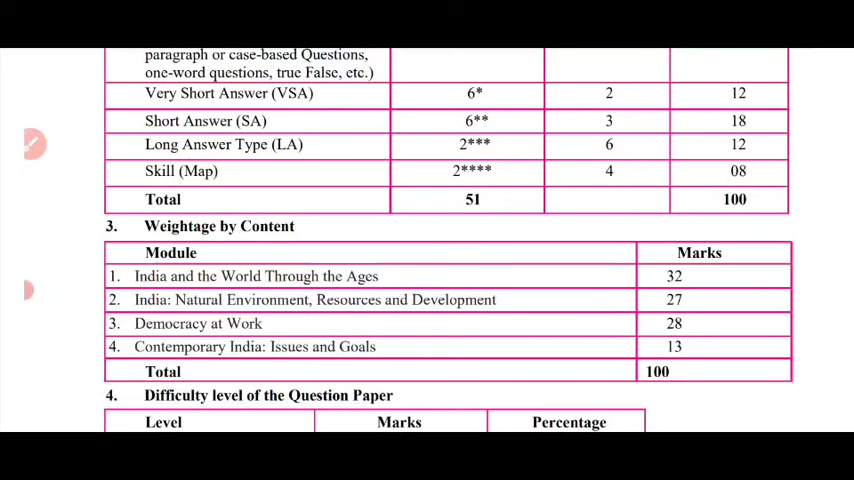 paragraph or case-based Questions,
one-word questions, true False, etc.)
Very Short Answer (VSA) 6* 2 12
Short Answer (SA) 6** 3 18
Long Answer Type (LA) 2*** 6 12
Skill (Map) 2**** 4 08
Total 51 100
3. Weightage by Content
Module Marks
1. India and the World Through the Ages 32
2. India: Natural Environment, Resources and Development 27
3. Democracy at Work 28
4. Contemporary India: Issues and Goals 13
Total 100
4. Difficulty level of the Question Paper
Level Marks Percentage